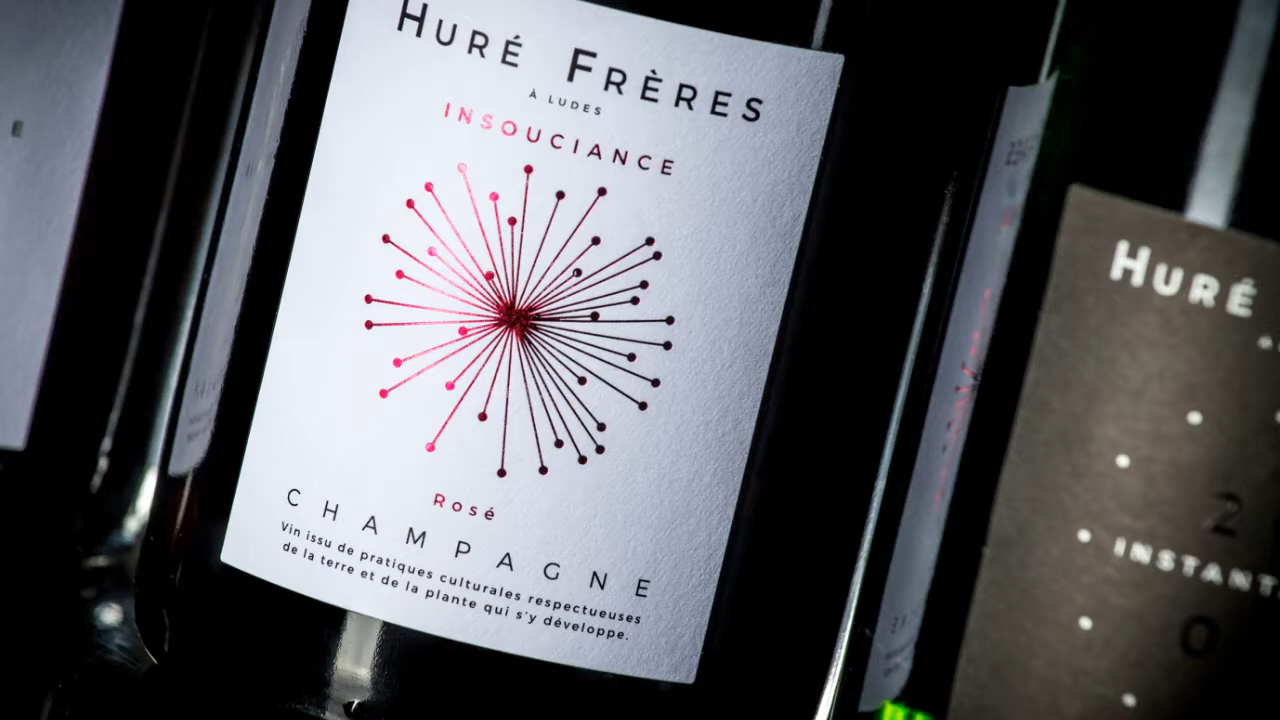 Huré Frères
À LUDES
INSOUCIANCE
Rosé
CHAMPAGNE
Vin issu de pratiques culturales respectueuses
de la terre et de la plante qui s'y développe.
Huré
2
INSTANT
0